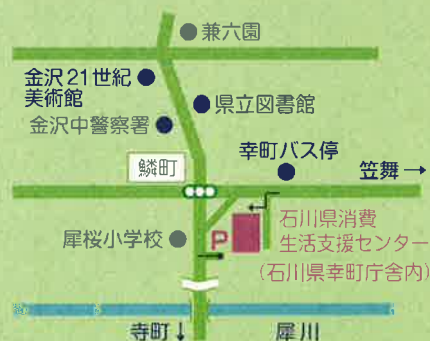 兼六園
金沢21世紀
美術館
県立図書館
金沢中警察署
幸町バス停
鱗町
笠舞→
石川県消費
生活支援センター
(石川県幸町庁舎内)
P
犀桜小学校
寺町↓
犀川